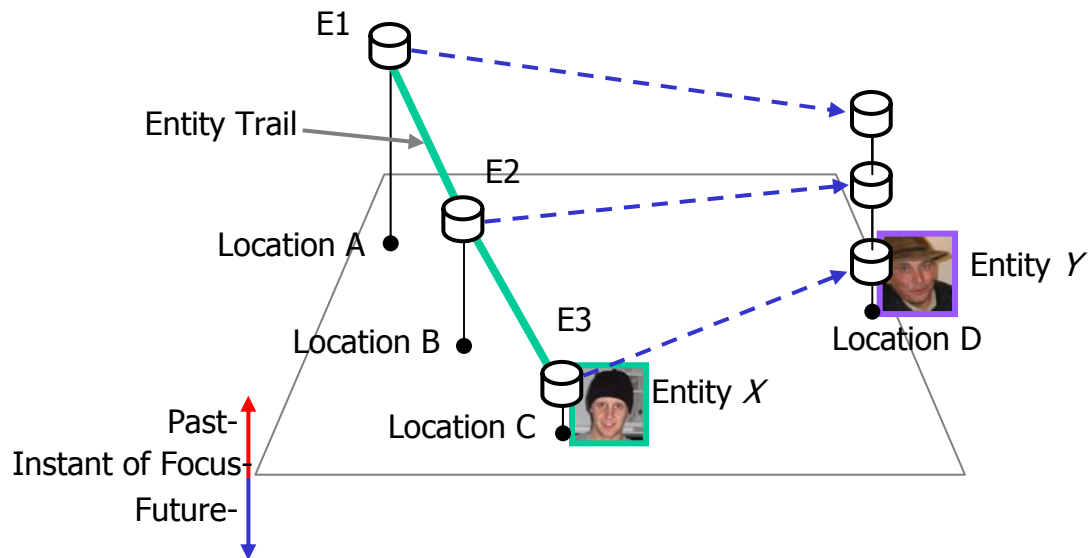 E1
Entity Trail
E2
Location A
Entity Y
E3
Location B
Location D
Entity X
Location C
Past-
Instant of Focus-
Future-